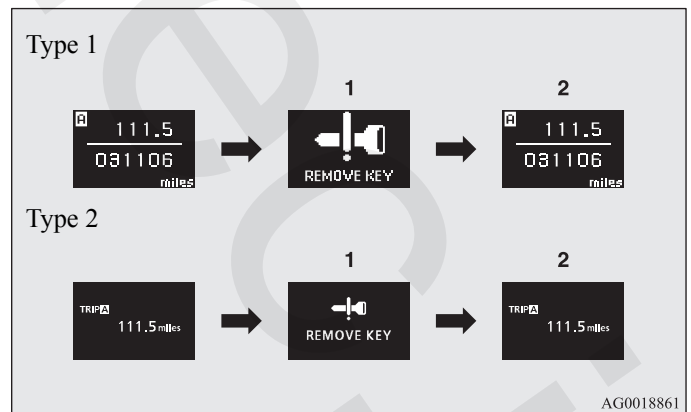 Type 1
1
2
A
111.5
031106
miles
REMOVE KEY
A
111.5
031106
miles
Type 2
1
2
TRIP A
111.5 miles
REMOVE KEY
TRIP A
111.5 miles
AG0018861